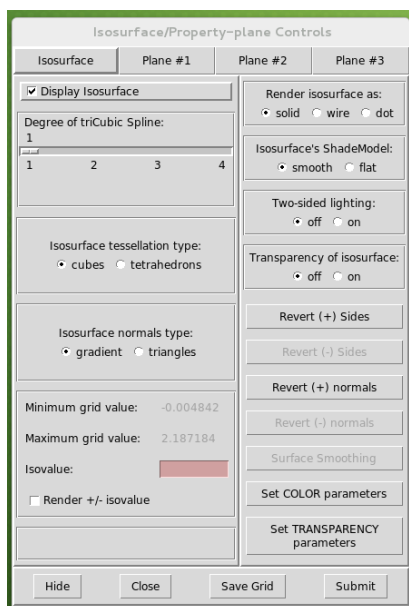 Isosurface/Property-plane Controls
Isosurface
Plane #1
Plane #2
Plane #3
Display Isosurface
Degree of triCubic Spline:
1
1 2 3 4
Isosurface tessellation type:
cubes tetrahedrons
Isosurface normals type:
gradient triangles
Minimum grid value: -0.004842
Maximum grid value: 2.187184
Isovalue:
Render +/- isovalue
Render isosurface as:
solid wire dot
Isosurface's ShadeModel:
smooth flat
Two-sided lighting:
off on
Transparency of isosurface:
off on
Revert (+) Sides
Revert (-) Sides
Revert (+) normals
Revert (-) normals
Surface Smoothing
Set COLOR parameters
Set TRANSPARENCY
parameters
Hide
Close
Save Grid
Submit